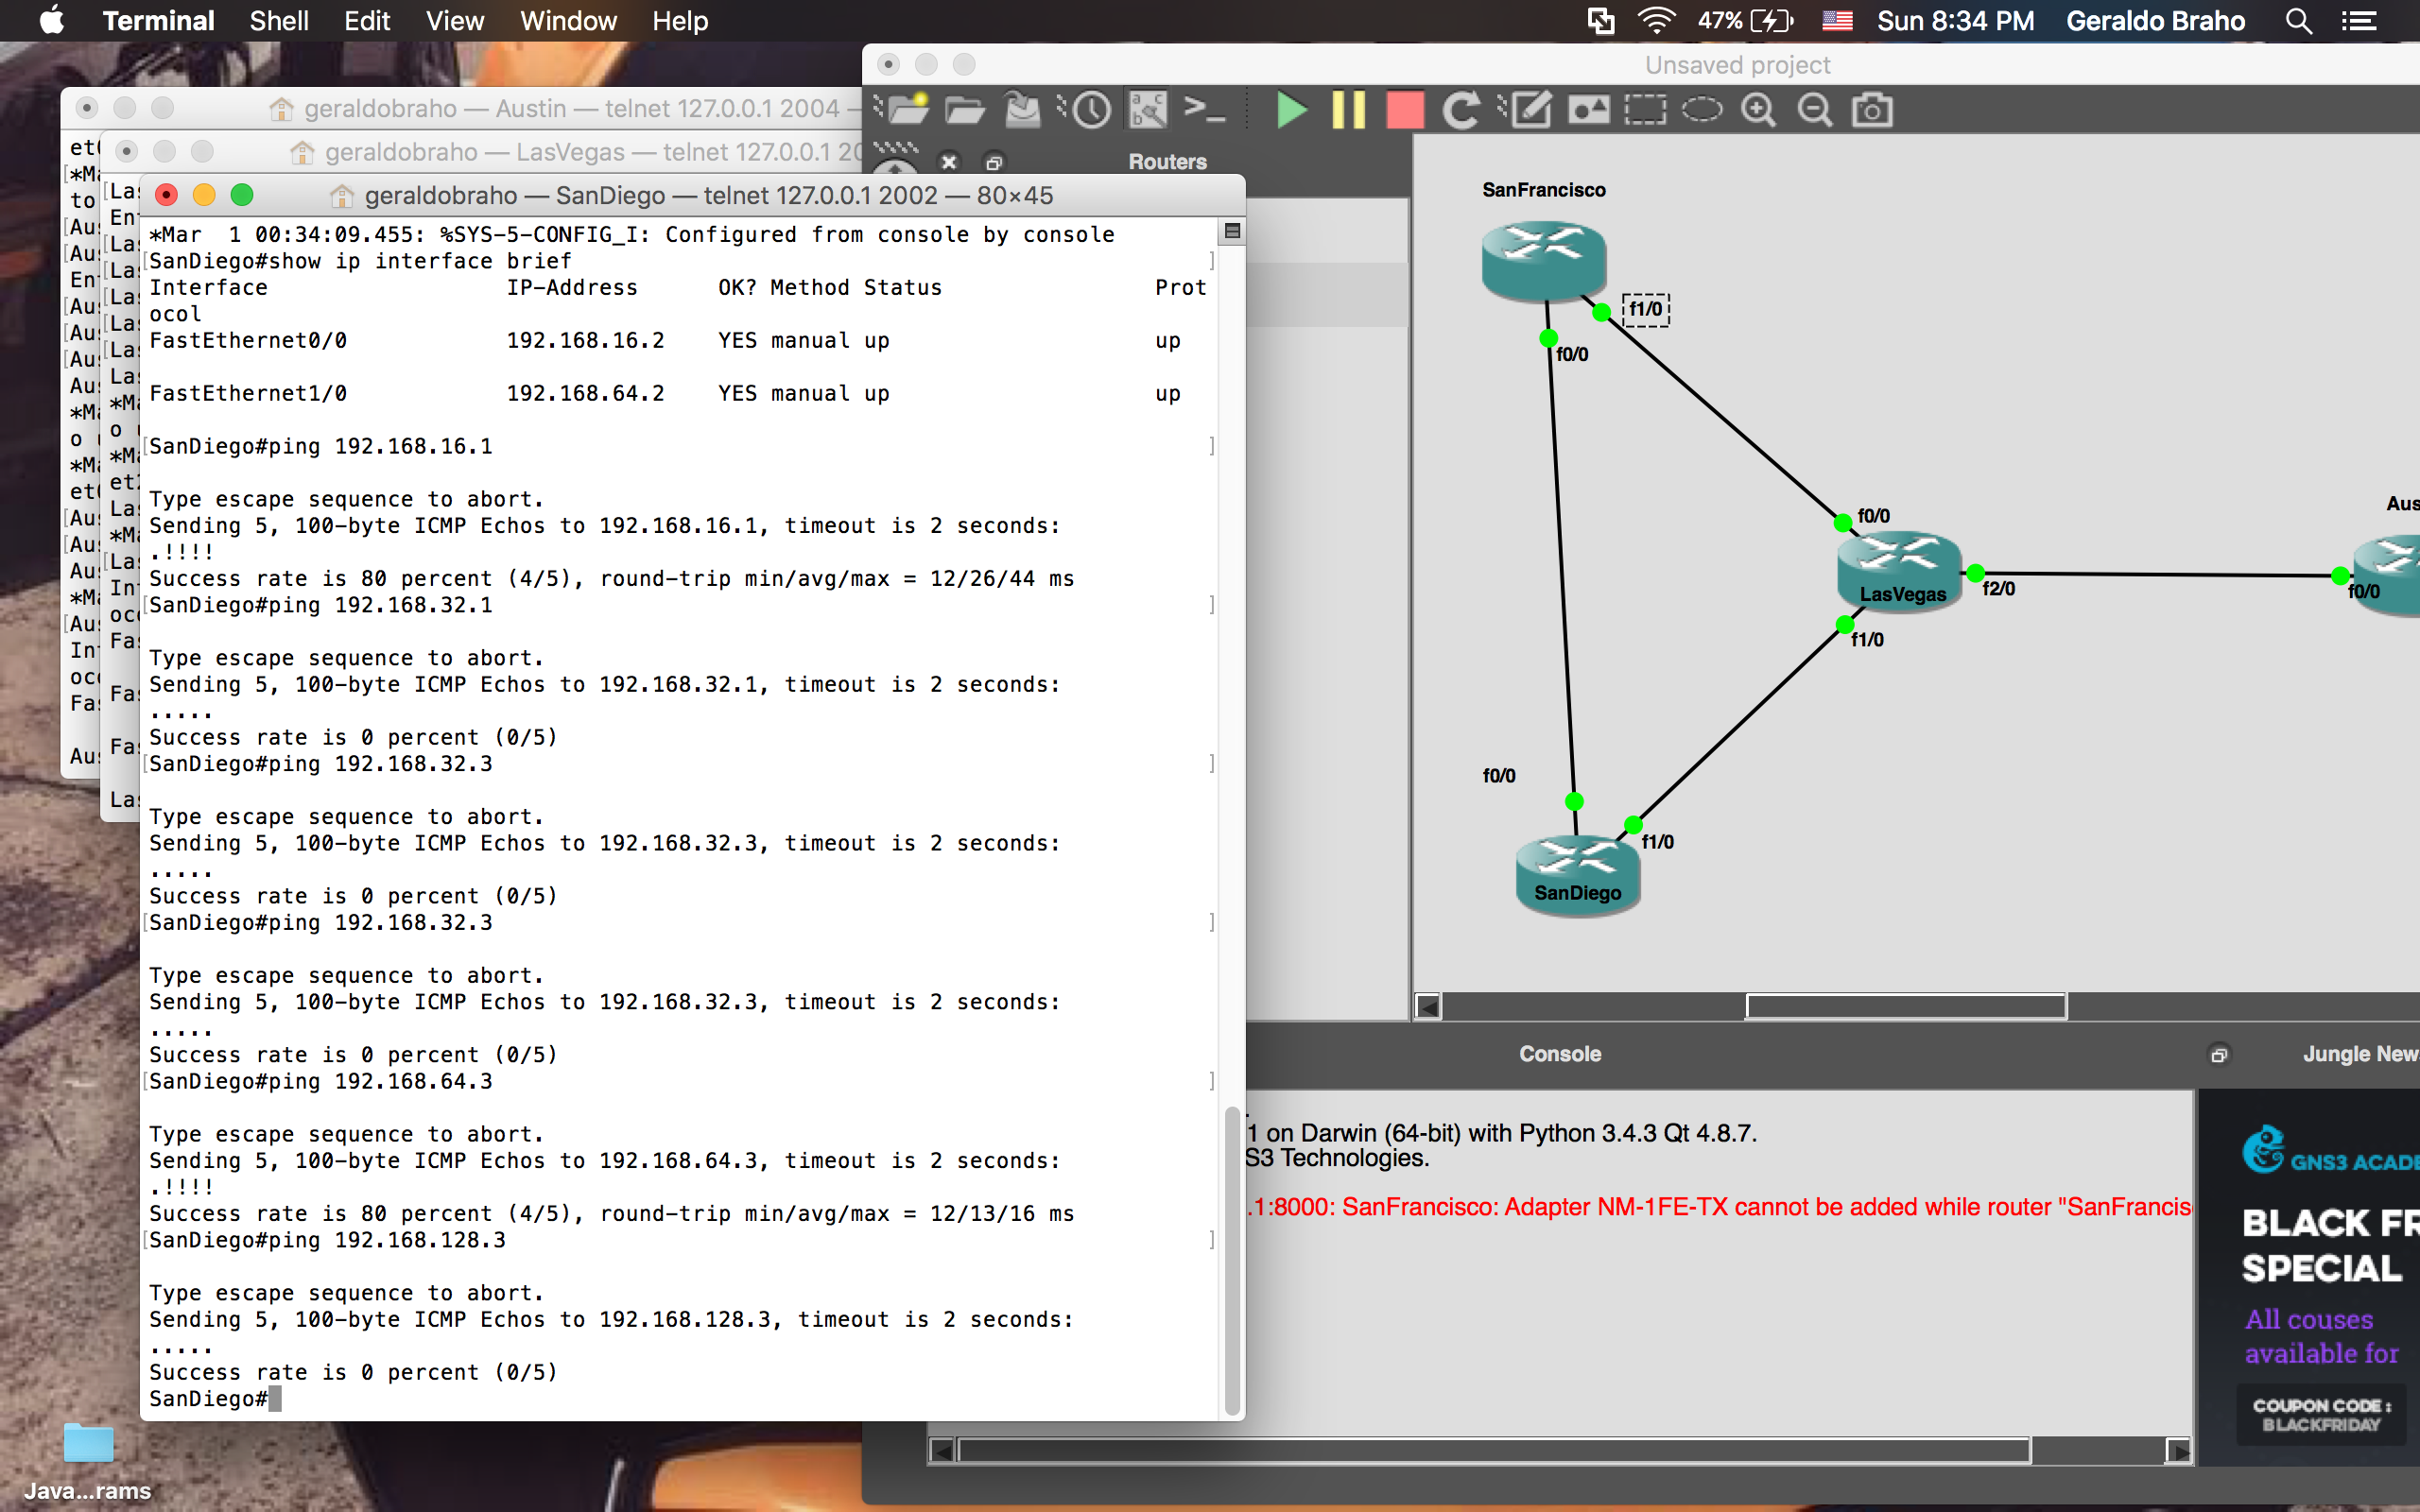 Terminal Shell Edit View Window Help 47% Sun 8:34 PM Geraldo Braho
Unsaved project
geraldobraho — Austin — telnet 127.0.0.1 2004 —
geraldobraho — LasVegas — telnet 127.0.0.1 20
Routers
geraldobraho — SanDiego — telnet 127.0.0.1 2002 — 80×45
*Mar  1 00:34:09.455: %SYS-5-CONFIG_I: Configured from console by console
SanDiego#show ip interface brief
Interface                  IP-Address      OK? Method Status                Prot
ocol
FastEthernet0/0            192.168.16.2    YES manual up                    up
FastEthernet1/0            192.168.64.2    YES manual up                    up
SanDiego#ping 192.168.16.1
Type escape sequence to abort.
Sending 5, 100-byte ICMP Echos to 192.168.16.1, timeout is 2 seconds:
.!!!!
Success rate is 80 percent (4/5), round-trip min/avg/max = 12/26/44 ms
SanDiego#ping 192.168.32.1
Type escape sequence to abort.
Sending 5, 100-byte ICMP Echos to 192.168.32.1, timeout is 2 seconds:
.....
Success rate is 0 percent (0/5)
SanDiego#ping 192.168.32.3
Type escape sequence to abort.
Sending 5, 100-byte ICMP Echos to 192.168.32.3, timeout is 2 seconds:
.....
Success rate is 0 percent (0/5)
SanDiego#ping 192.168.32.3
Type escape sequence to abort.
Sending 5, 100-byte ICMP Echos to 192.168.32.3, timeout is 2 seconds:
.....
Success rate is 0 percent (0/5)
SanDiego#ping 192.168.64.3
Type escape sequence to abort.
Sending 5, 100-byte ICMP Echos to 192.168.64.3, timeout is 2 seconds:
.!!!!
Success rate is 80 percent (4/5), round-trip min/avg/max = 12/13/16 ms
SanDiego#ping 192.168.128.3
Type escape sequence to abort.
Sending 5, 100-byte ICMP Echos to 192.168.128.3, timeout is 2 seconds:
.....
Success rate is 0 percent (0/5)
SanDiego#
SanFrancisco
f1/0
f0/0
f0/0
Aus
LasVegas
f2/0
f0/0
f1/0
f0/0
f1/0
SanDiego
Console
Jungle New
1 on Darwin (64-bit) with Python 3.4.3 Qt 4.8.7.
S3 Technologies.
.1:8000: SanFrancisco: Adapter NM-1FE-TX cannot be added while router "SanFrancis
GNS3 ACADE
BLACK FR
SPECIAL
All couses
available for
COUPON CODE :
BLACKFRIDAY
Java...rams